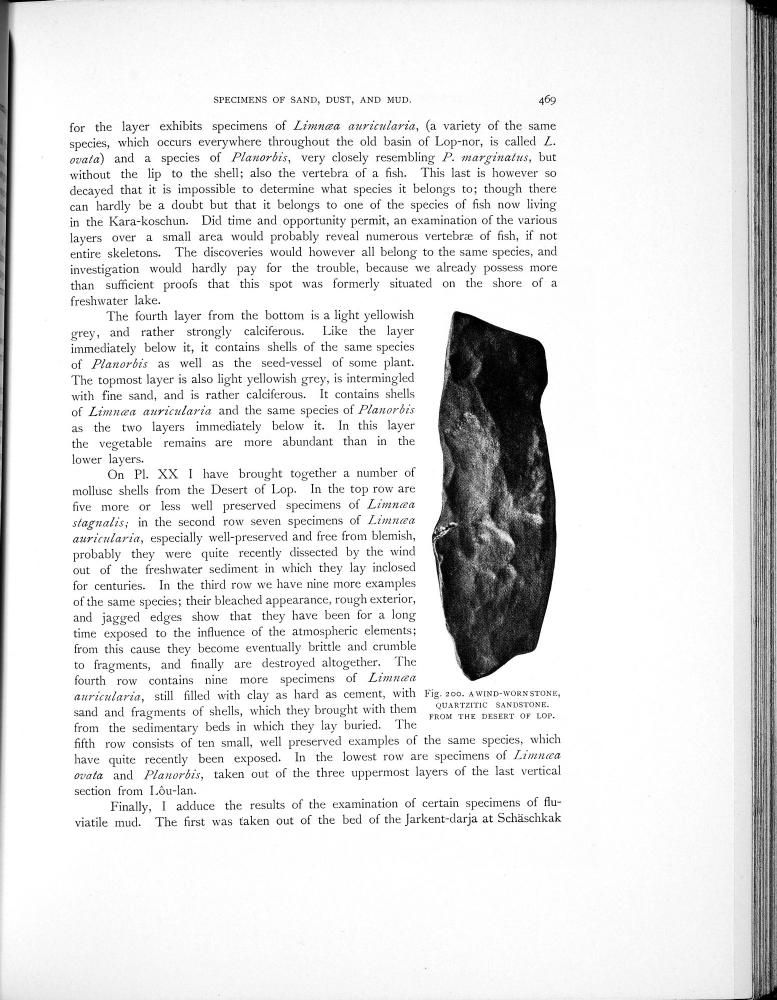 SPECIMENS OF SAND, DUST, AND MUD. 469
for the layer exhibits specimens of Limnæa auricularia, (a variety of the same
species, which occurs everywhere throughout the old basin of Lop-nor, is called L.
ovata) and a species of Planorbis, very closely resembling P. marginatus, but
without the lip to the shell; also the vertebra of a fish. This last is however so
decayed that it is impossible to determine what species it belongs to; though there
can hardly be a doubt but that it belongs to one of the species of fish now living
in the Kara-koschun. Did time and opportunity permit, an examination of the various
layers over a small area would probably reveal numerous vertebræ of fish, if not
entire skeletons. The discoveries would however all belong to the same species, and
investigation would hardly pay for the trouble, because we already possess more
than sufficient proofs that this spot was formerly situated on the shore of a
freshwater lake.
The fourth layer from the bottom is a light yellowish
grey, and rather strongly calciferous. Like the layer
immediately below it, it contains shells of the same species
of Planorbis as well as the seed-vessel of some plant.
The topmost layer is also light yellowish grey, is intermingled
with fine sand, and is rather calciferous. It contains shells
of Limnæa auricularia and the same species of Planorbis
as the two layers immediately below it. In this layer
the vegetable remains are more abundant than in the
lower layers.
On Pl. XX I have brought together a number of
mollusc shells from the Desert of Lop. In the top row are
five more or less well preserved specimens of Limnæa
stagnalis; in the second row seven specimens of Limnæa
auricularia, especially well-preserved and free from blemish,
probably they were quite recently dissected by the wind
out of the freshwater sediment in which they lay inclosed
for centuries. In the third row we have nine more examples
of the same species; their bleached appearance, rough exterior,
and jagged edges show that they have been for a long
time exposed to the influence of the atmospheric elements;
from this cause they become eventually brittle and crumble
to fragments, and finally are destroyed altogether. The
fourth row contains nine more specimens of Limnæa
auricularia, still filled with clay as hard as cement, with
sand and fragments of shells, which they brought with them
from the sedimentary beds in which they lay buried. The
fifth row consists of ten small, well preserved examples of the same species, which
have quite recently been exposed. In the lowest row are specimens of Limnæa
ovata and Planorbis, taken out of the three uppermost layers of the last vertical
section from Lôu-lan.
Finally, I adduce the results of the examination of certain specimens of flu-
viatile mud. The first was taken out of the bed of the Jarkent-darja at Schäschkak
Fig. 200. A WIND-WORN STONE,
QUARTZITIC SANDSTONE.
FROM THE DESERT OF LOP.